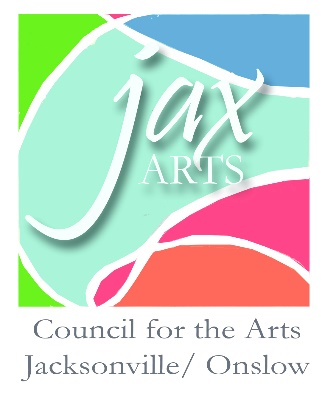 jax
ARTS
Council for the Arts
Jacksonville/ Onslow